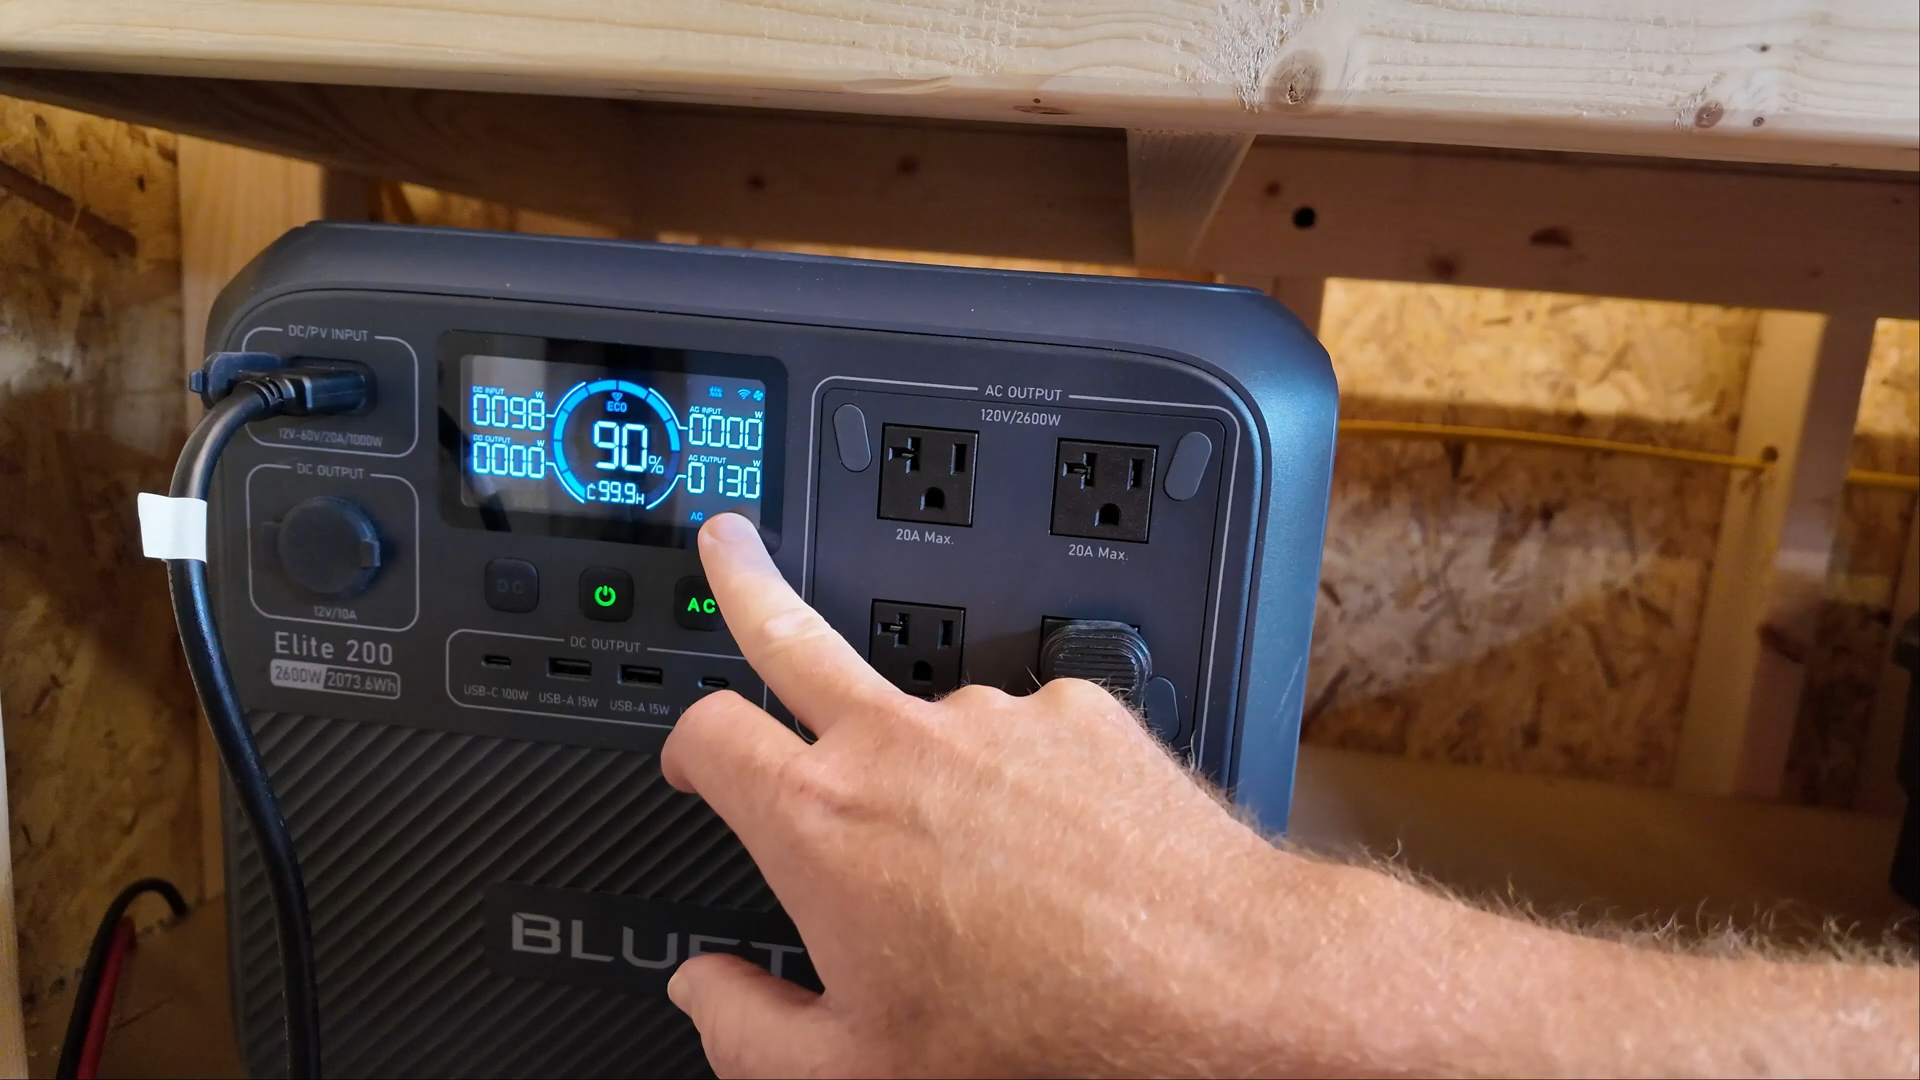 DC/PV INPUT
12V-60V/20A/1000W
DC OUTPUT
12V/10A
Elite 200
2600W 2073.6Wh
DC INPUT W
0098
DC OUTPUT W
0000
ECO
90%
99.9H
AC INPUT W
0000
AC OUTPUT W
0130
AC
DC
AC
DC OUTPUT
USB-C 100W USB-A 15W USB-A 15W
AC OUTPUT
120V/2600W
20A Max. 20A Max.
BLUET